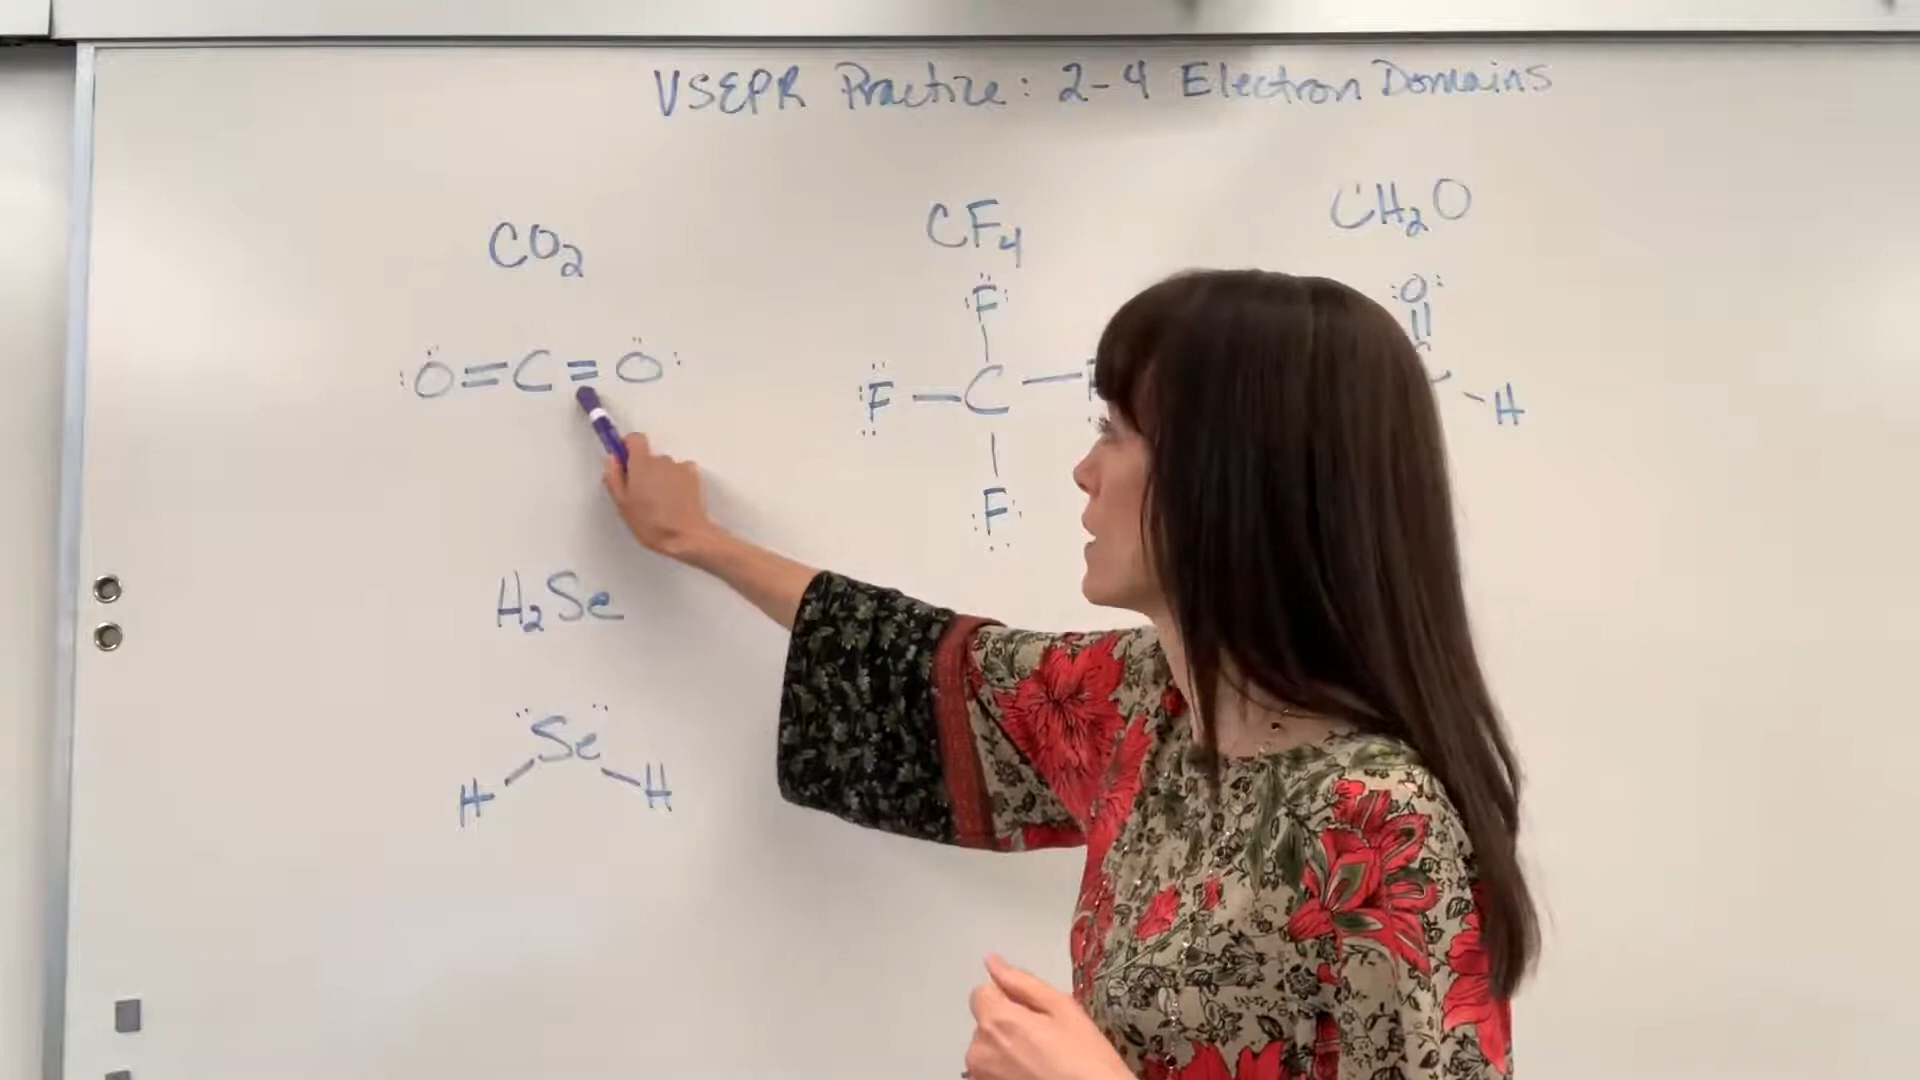 VSEPR Practice: 2-4 Electron Domains
CO₂
CF₄
CH₂O
:O=C=O:
F
F-C-F
F
O
C
H
H₂Se
Se
H H